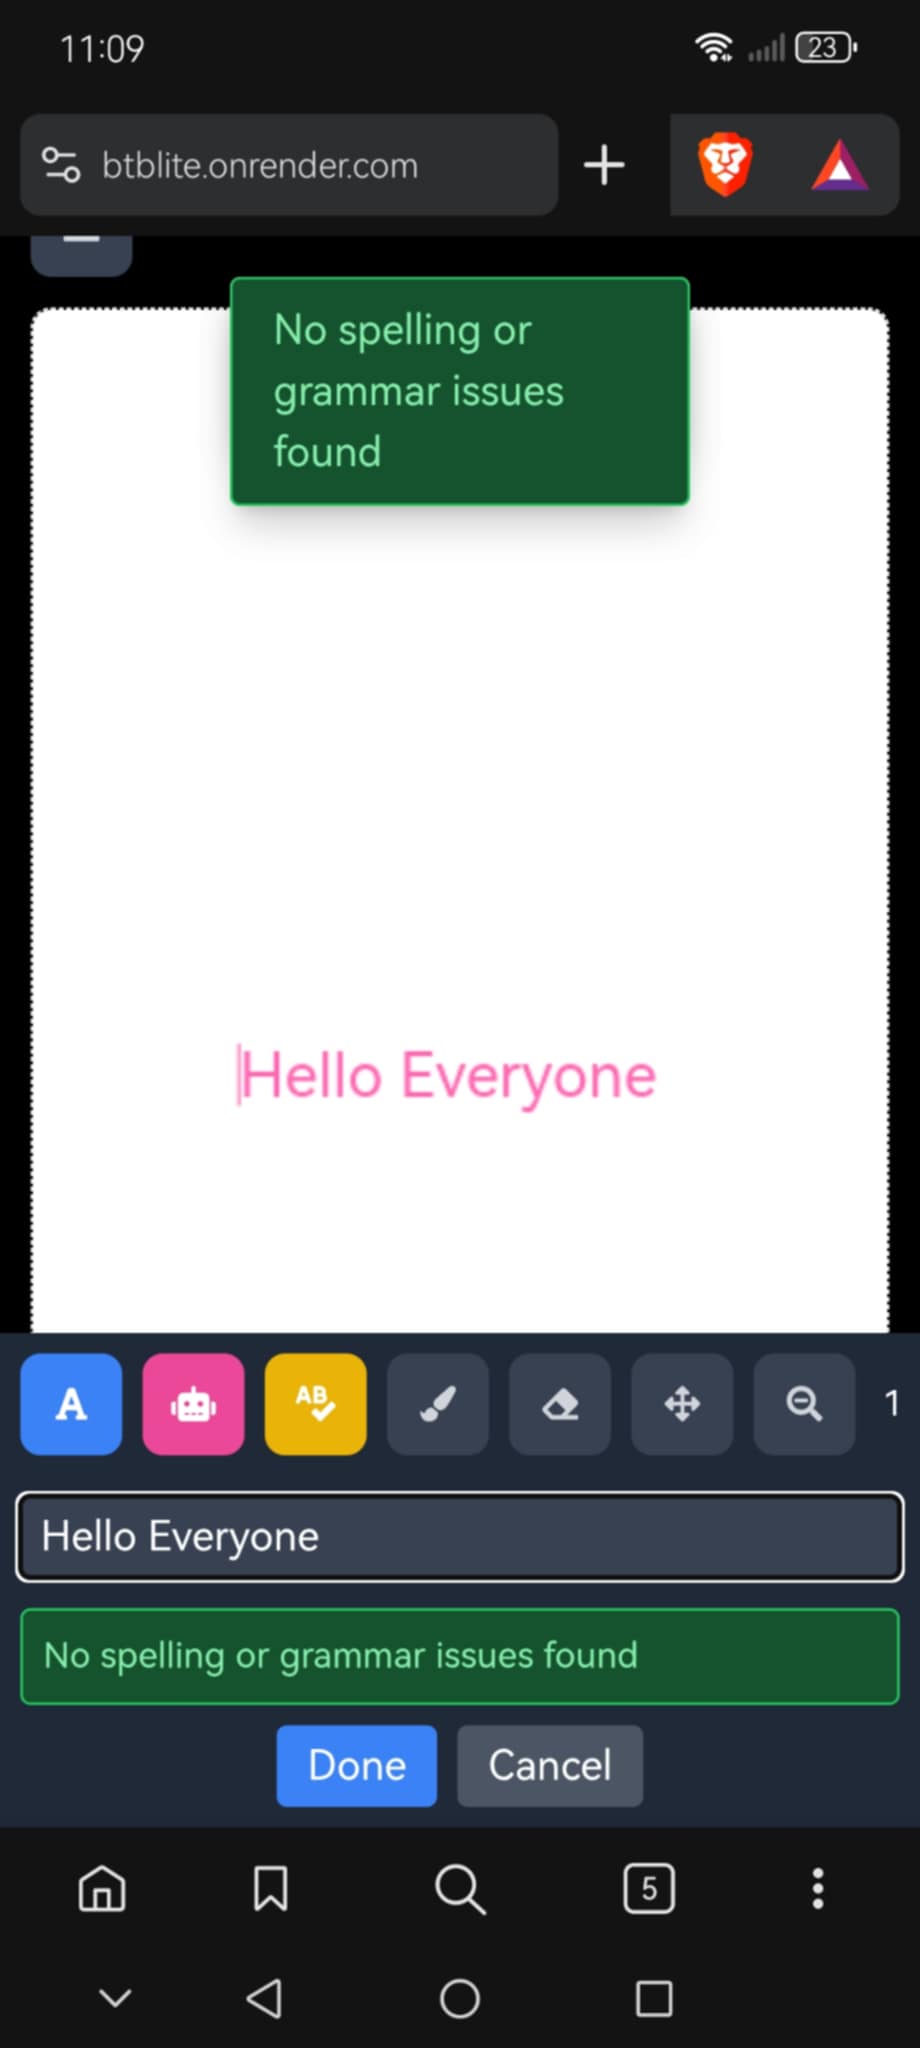 11:09
23
btblite.onrender.com
No spelling or
grammar issues
found
Hello Everyone
A
AB
1
Hello Everyone
No spelling or grammar issues found
Done
Cancel
5